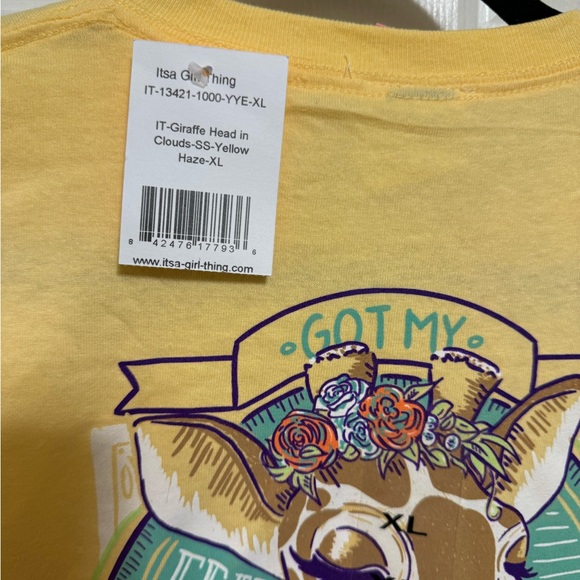 Itsa Girl Thing
IT-13421-1000-YYE-XL
IT-Giraffe Head in
Clouds-SS-Yellow
Haze-XL
8 42476 17793 6
www.itsa-girl-thing.com
GOT MY
XL